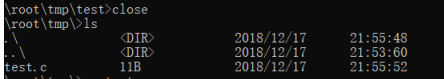 \root\tmp\test>close
\root\tmp\>ls
.\ <DIR> 2018/12/17 21:55:48
..\ <DIR> 2018/12/17 21:53:60
test.c 11B 2018/12/17 21:55:52